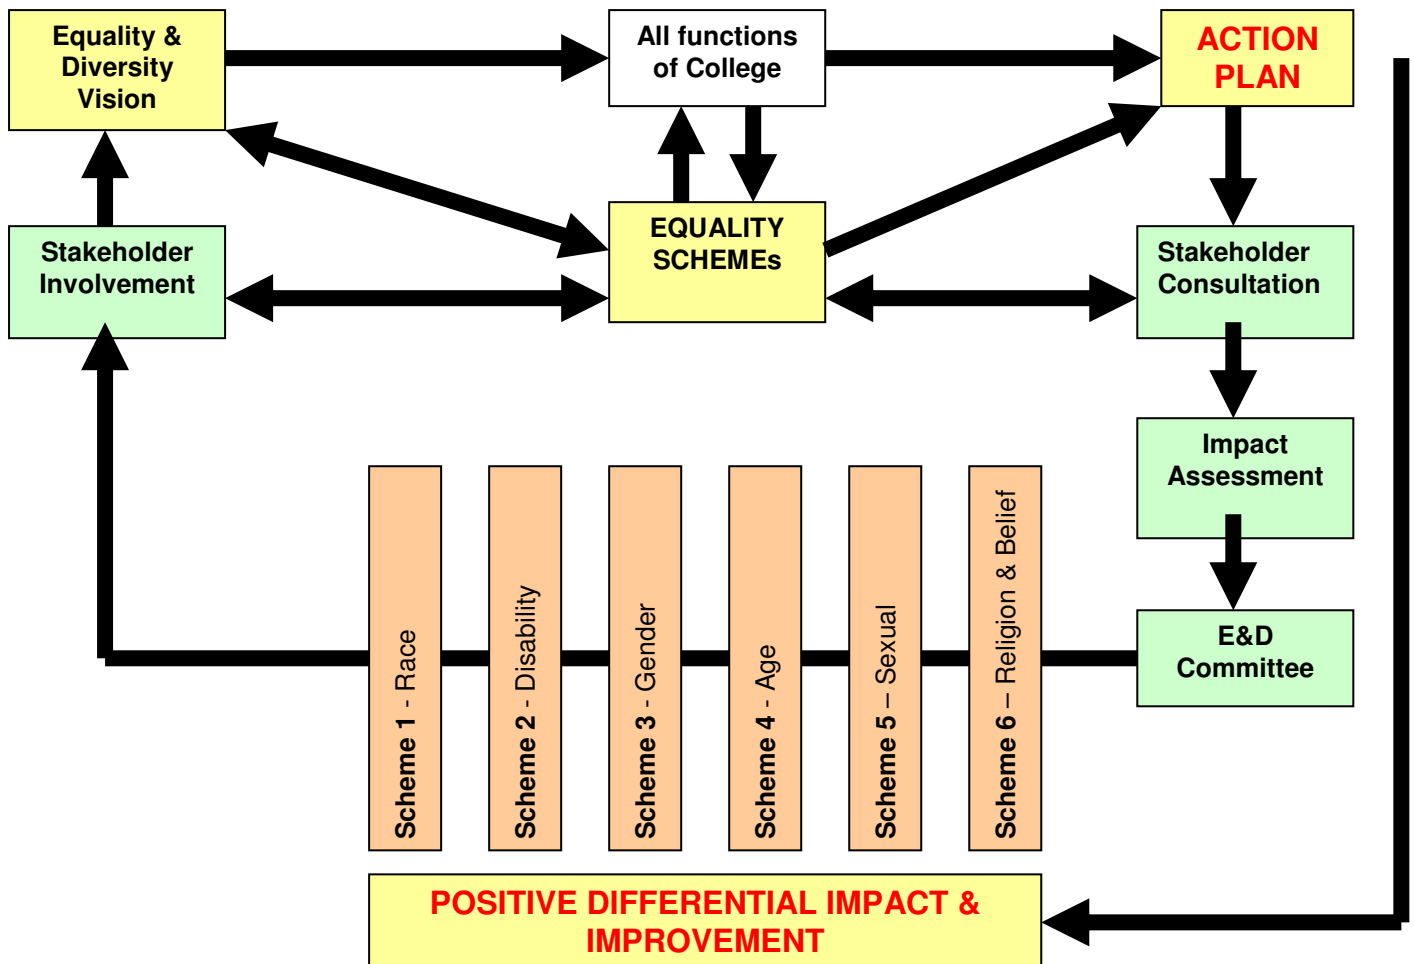 Equality &
Diversity
Vision
All functions
of College
ACTION
PLAN
Stakeholder
Involvement
EQUALITY
SCHEMEs
Stakeholder
Consultation
Impact
Assessment
E&D
Committee
Scheme 1 - Race
Scheme 2 - Disability
Scheme 3 - Gender
Scheme 4 - Age
Scheme 5 – Sexual
Scheme 6 – Religion & Belief
POSITIVE DIFFERENTIAL IMPACT &
IMPROVEMENT